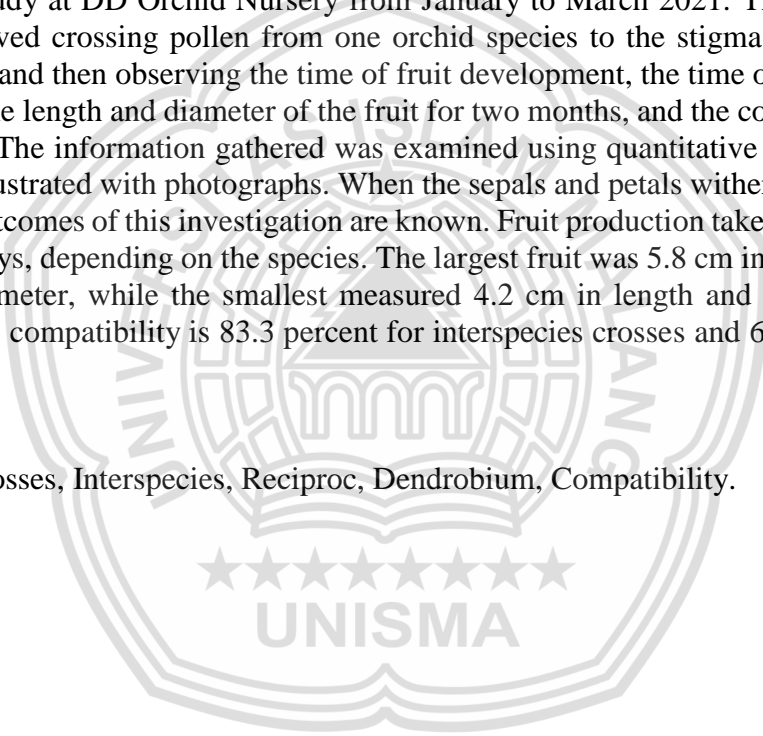 udy at DD Orchid Nursery from January to March 2021. T
ved crossing pollen from one orchid species to the stigma
and then observing the time of fruit development, the time o
e length and diameter of the fruit for two months, and the co
The information gathered was examined using quantitative
ustrated with photographs. When the sepals and petals withe
tcomes of this investigation are known. Fruit production take
ys, depending on the species. The largest fruit was 5.8 cm in
meter, while the smallest measured 4.2 cm in length and
compatibility is 83.3 percent for interspecies crosses and 6
osses, Interspecies, Reciproc, Dendrobium, Compatibility.
UNIVERSITAS ISLAM MALANG
UNISMA